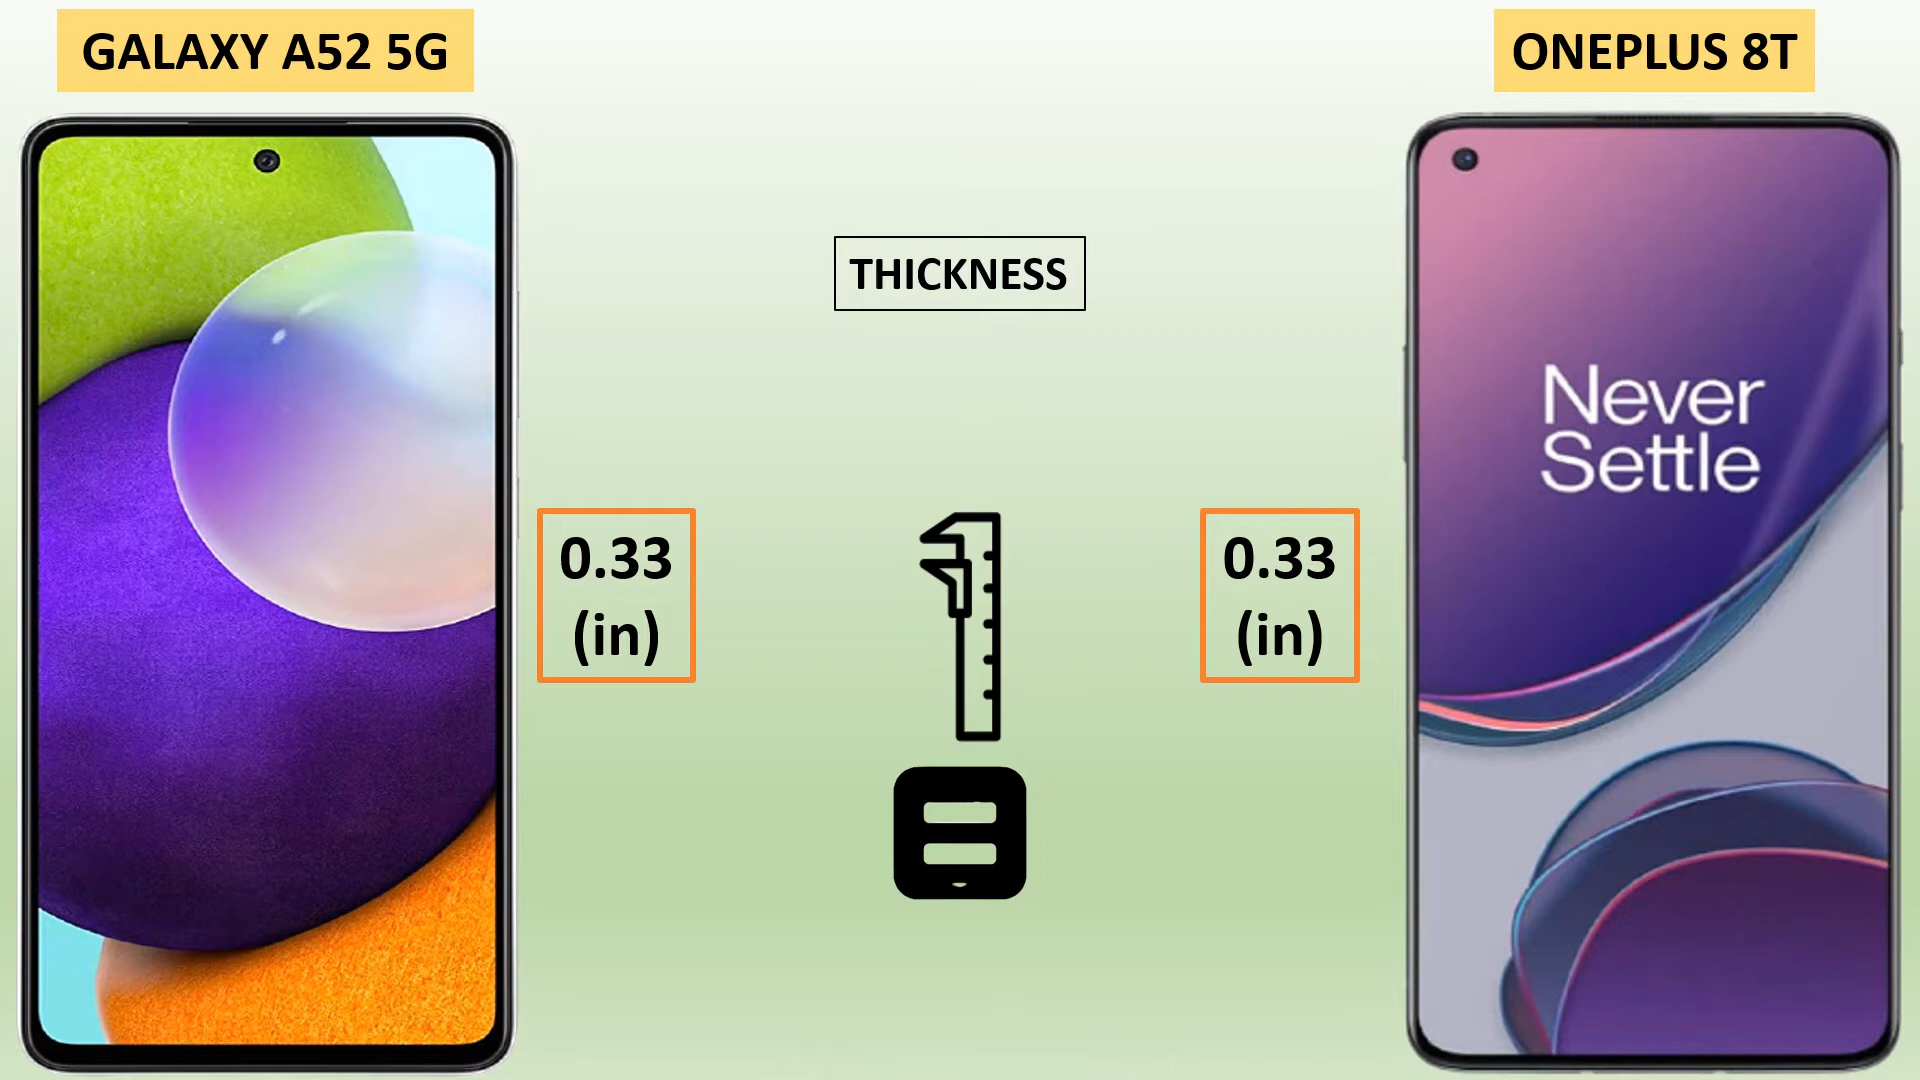 GALAXY A52 5G
ONEPLUS 8T
THICKNESS
Never
Settle
0.33
(in)
0.33
(in)